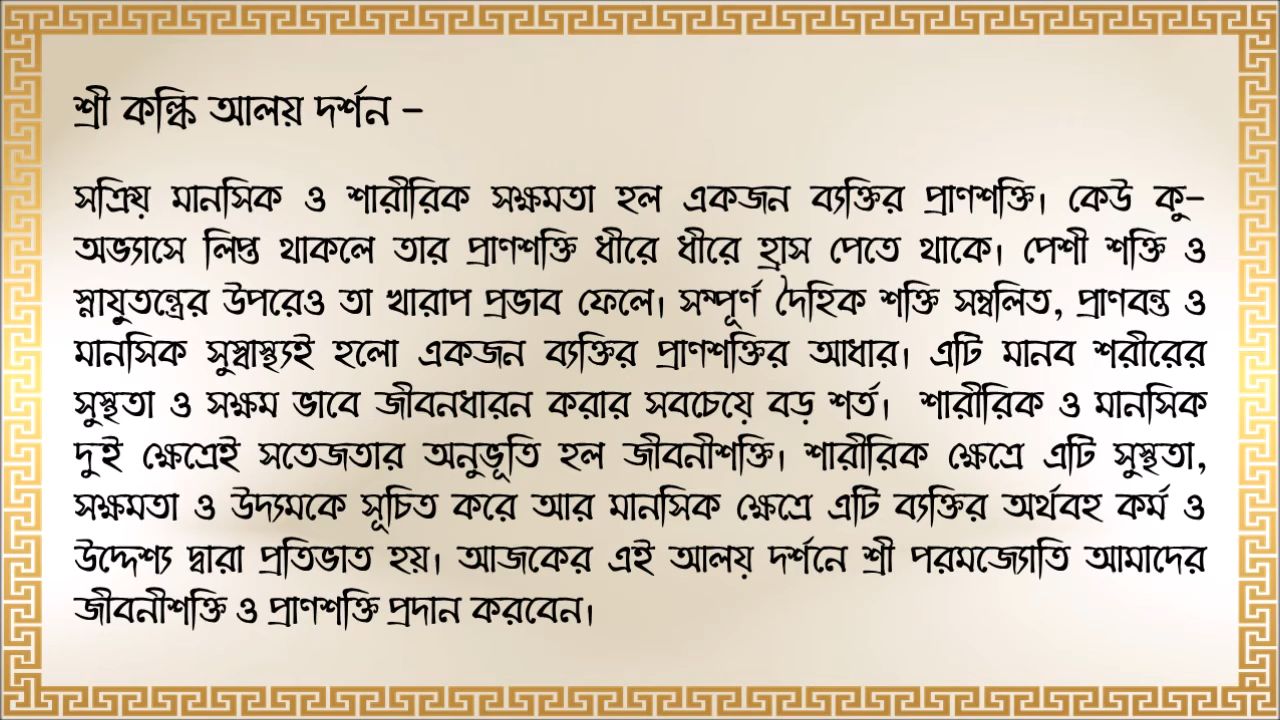 শ্রী কল্কি আলয় দর্শন –
সক্রিয় মানসিক ও শারীরিক সক্ষমতা হল একজন ব্যক্তির প্রাণশক্তি। কেউ কু-
অভ্যাসে লিপ্ত থাকলে তার প্রাণশক্তি ধীরে ধীরে হ্রাস পেতে থাকে। পেশী শক্তি ও
স্নায়ুতন্ত্রের উপরেও তা খারাপ প্রভাব ফেলে। সম্পূর্ণ দৈহিক শক্তি সম্বলিত, প্রাণবন্ত ও
মানসিক সুস্বাস্থ্যই হলো একজন ব্যক্তির প্রাণশক্তির আধার। এটি মানব শরীরের
সুস্থতা ও সক্ষম ভাবে জীবনধারন করার সবচেয়ে বড় শর্ত। শারীরিক ও মানসিক
দুই ক্ষেত্রেই সতেজতার অনুভূতি হল জীবনীশক্তি। শারীরিক ক্ষেত্রে এটি সুস্থতা,
সক্ষমতা ও উদ্যমকে সূচিত করে আর মানসিক ক্ষেত্রে এটি ব্যক্তির অর্থবহ কর্ম ও
উদ্দেশ্য দ্বারা প্রতিভাত হয়। আজকের এই আলয় দর্শনে শ্রী পরমজ্যোতি আমাদের
জীবনীশক্তি ও প্রাণশক্তি প্রদান করবেন।